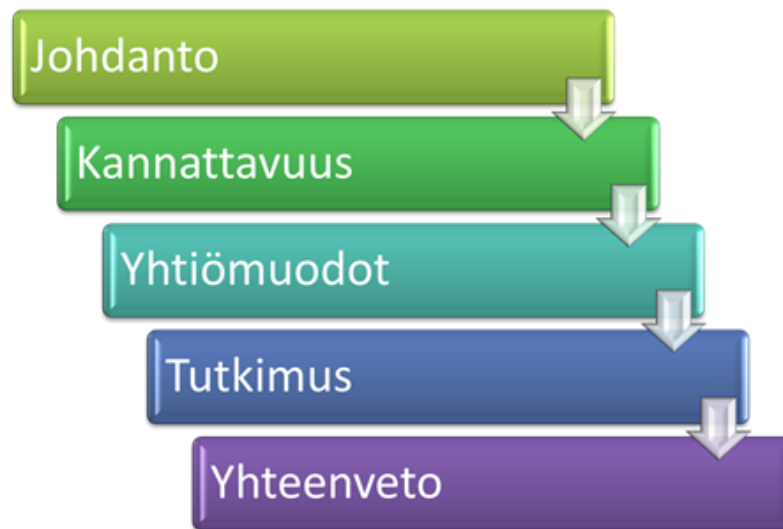 Johdanto
Kannattavuus
Yhtiömuodot
Tutkimus
Yhteenveto